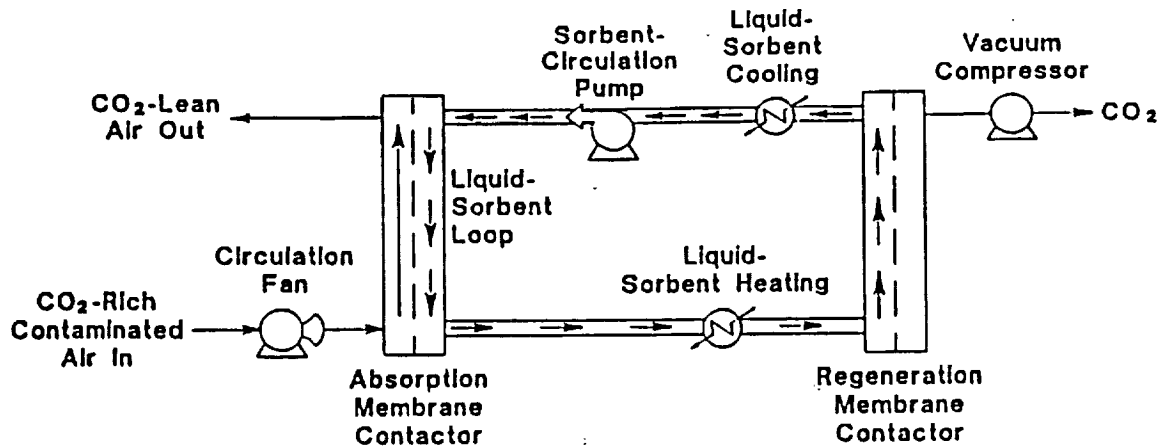 Sorbent-
Circulation
Pump
Liquid-
Sorbent
Cooling
Vacuum
Compressor
CO₂-Lean
Air Out
CO₂
Liquid-
Sorbent
Loop
Circulation
Fan
Liquid-
Sorbent Heating
CO₂-Rich
Contaminated
Air In
Absorption
Membrane
Contactor
Regeneration
Membrane
Contactor